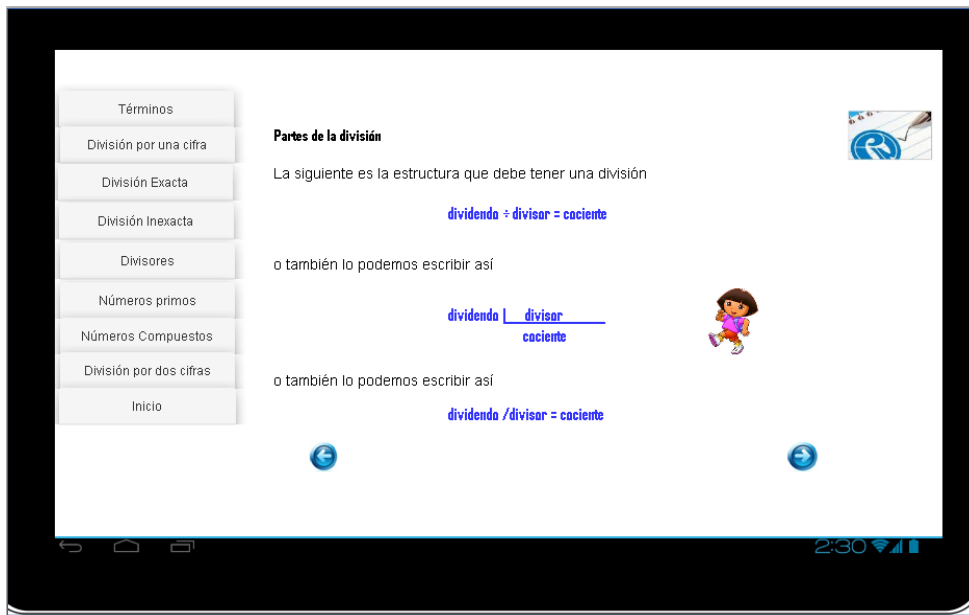 Términos
División por una cifra
División Exacta
División Inexacta
Divisores
Números primos
Números Compuestos
División por dos cifras
Inicio
Partes de la división
La siguiente es la estructura que debe tener una división
dividendo ÷ divisor = cociente
o también lo podemos escribir así
dividendo | divisor
cociente
o también lo podemos escribir así
dividendo /divisor = cociente
2:30